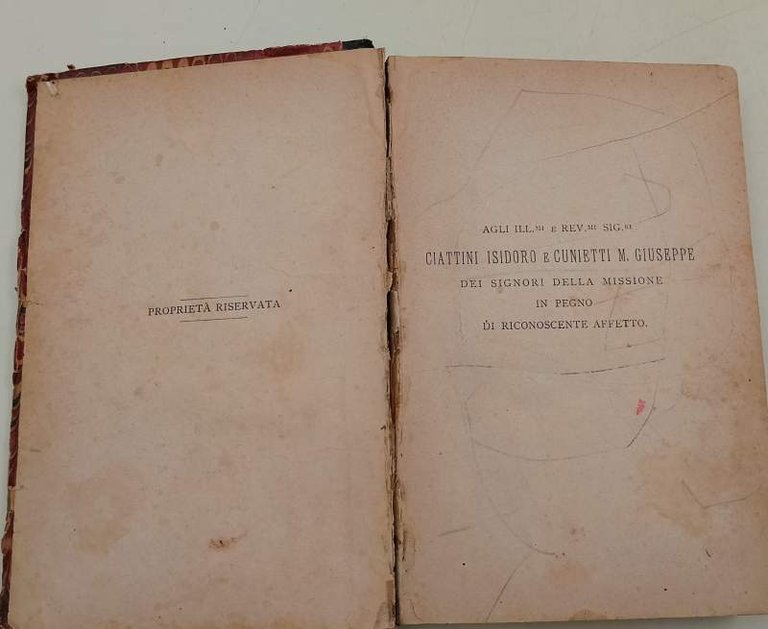 PROPRIETÀ RISERVATA
AGLI ILL.MI E REV.MI SIG.RI
CIATTINI ISIDORO E CUNIETTI M. GIUSEPPE
DEI SIGNORI DELLA MISSIONE
IN PEGNO
DI RICONOSCENTE AFFETTO.